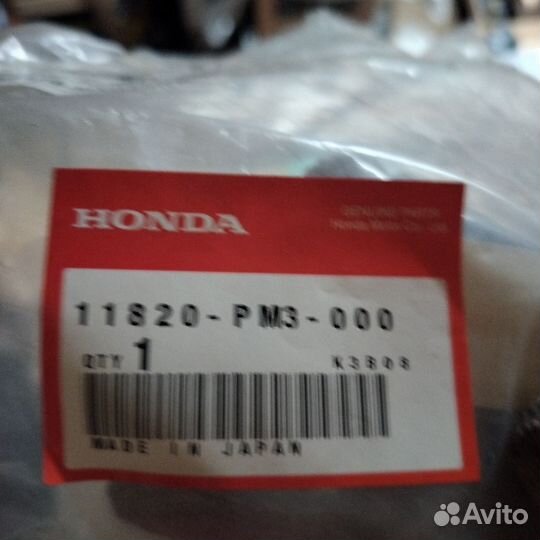 HONDA
GENUINE PARTS
Honda Motor Co., Ltd.
11820-PM3-000
QTY 1 K3808
MADE IN JAPAN
Avito